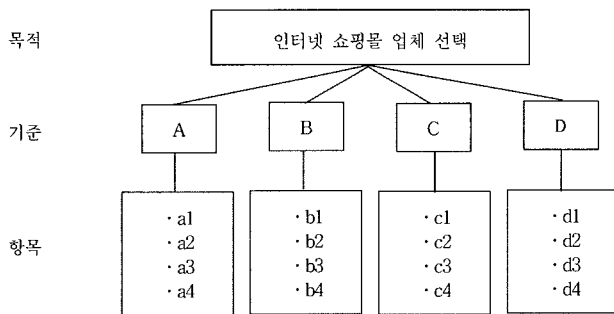 목적
인터넷 쇼핑몰 업체 선택
기준
A
B
C
D
항목
· a1
· a2
· a3
· a4
· b1
· b2
· b3
· b4
· c1
· c2
· c3
· c4
· d1
· d2
· d3
· d4